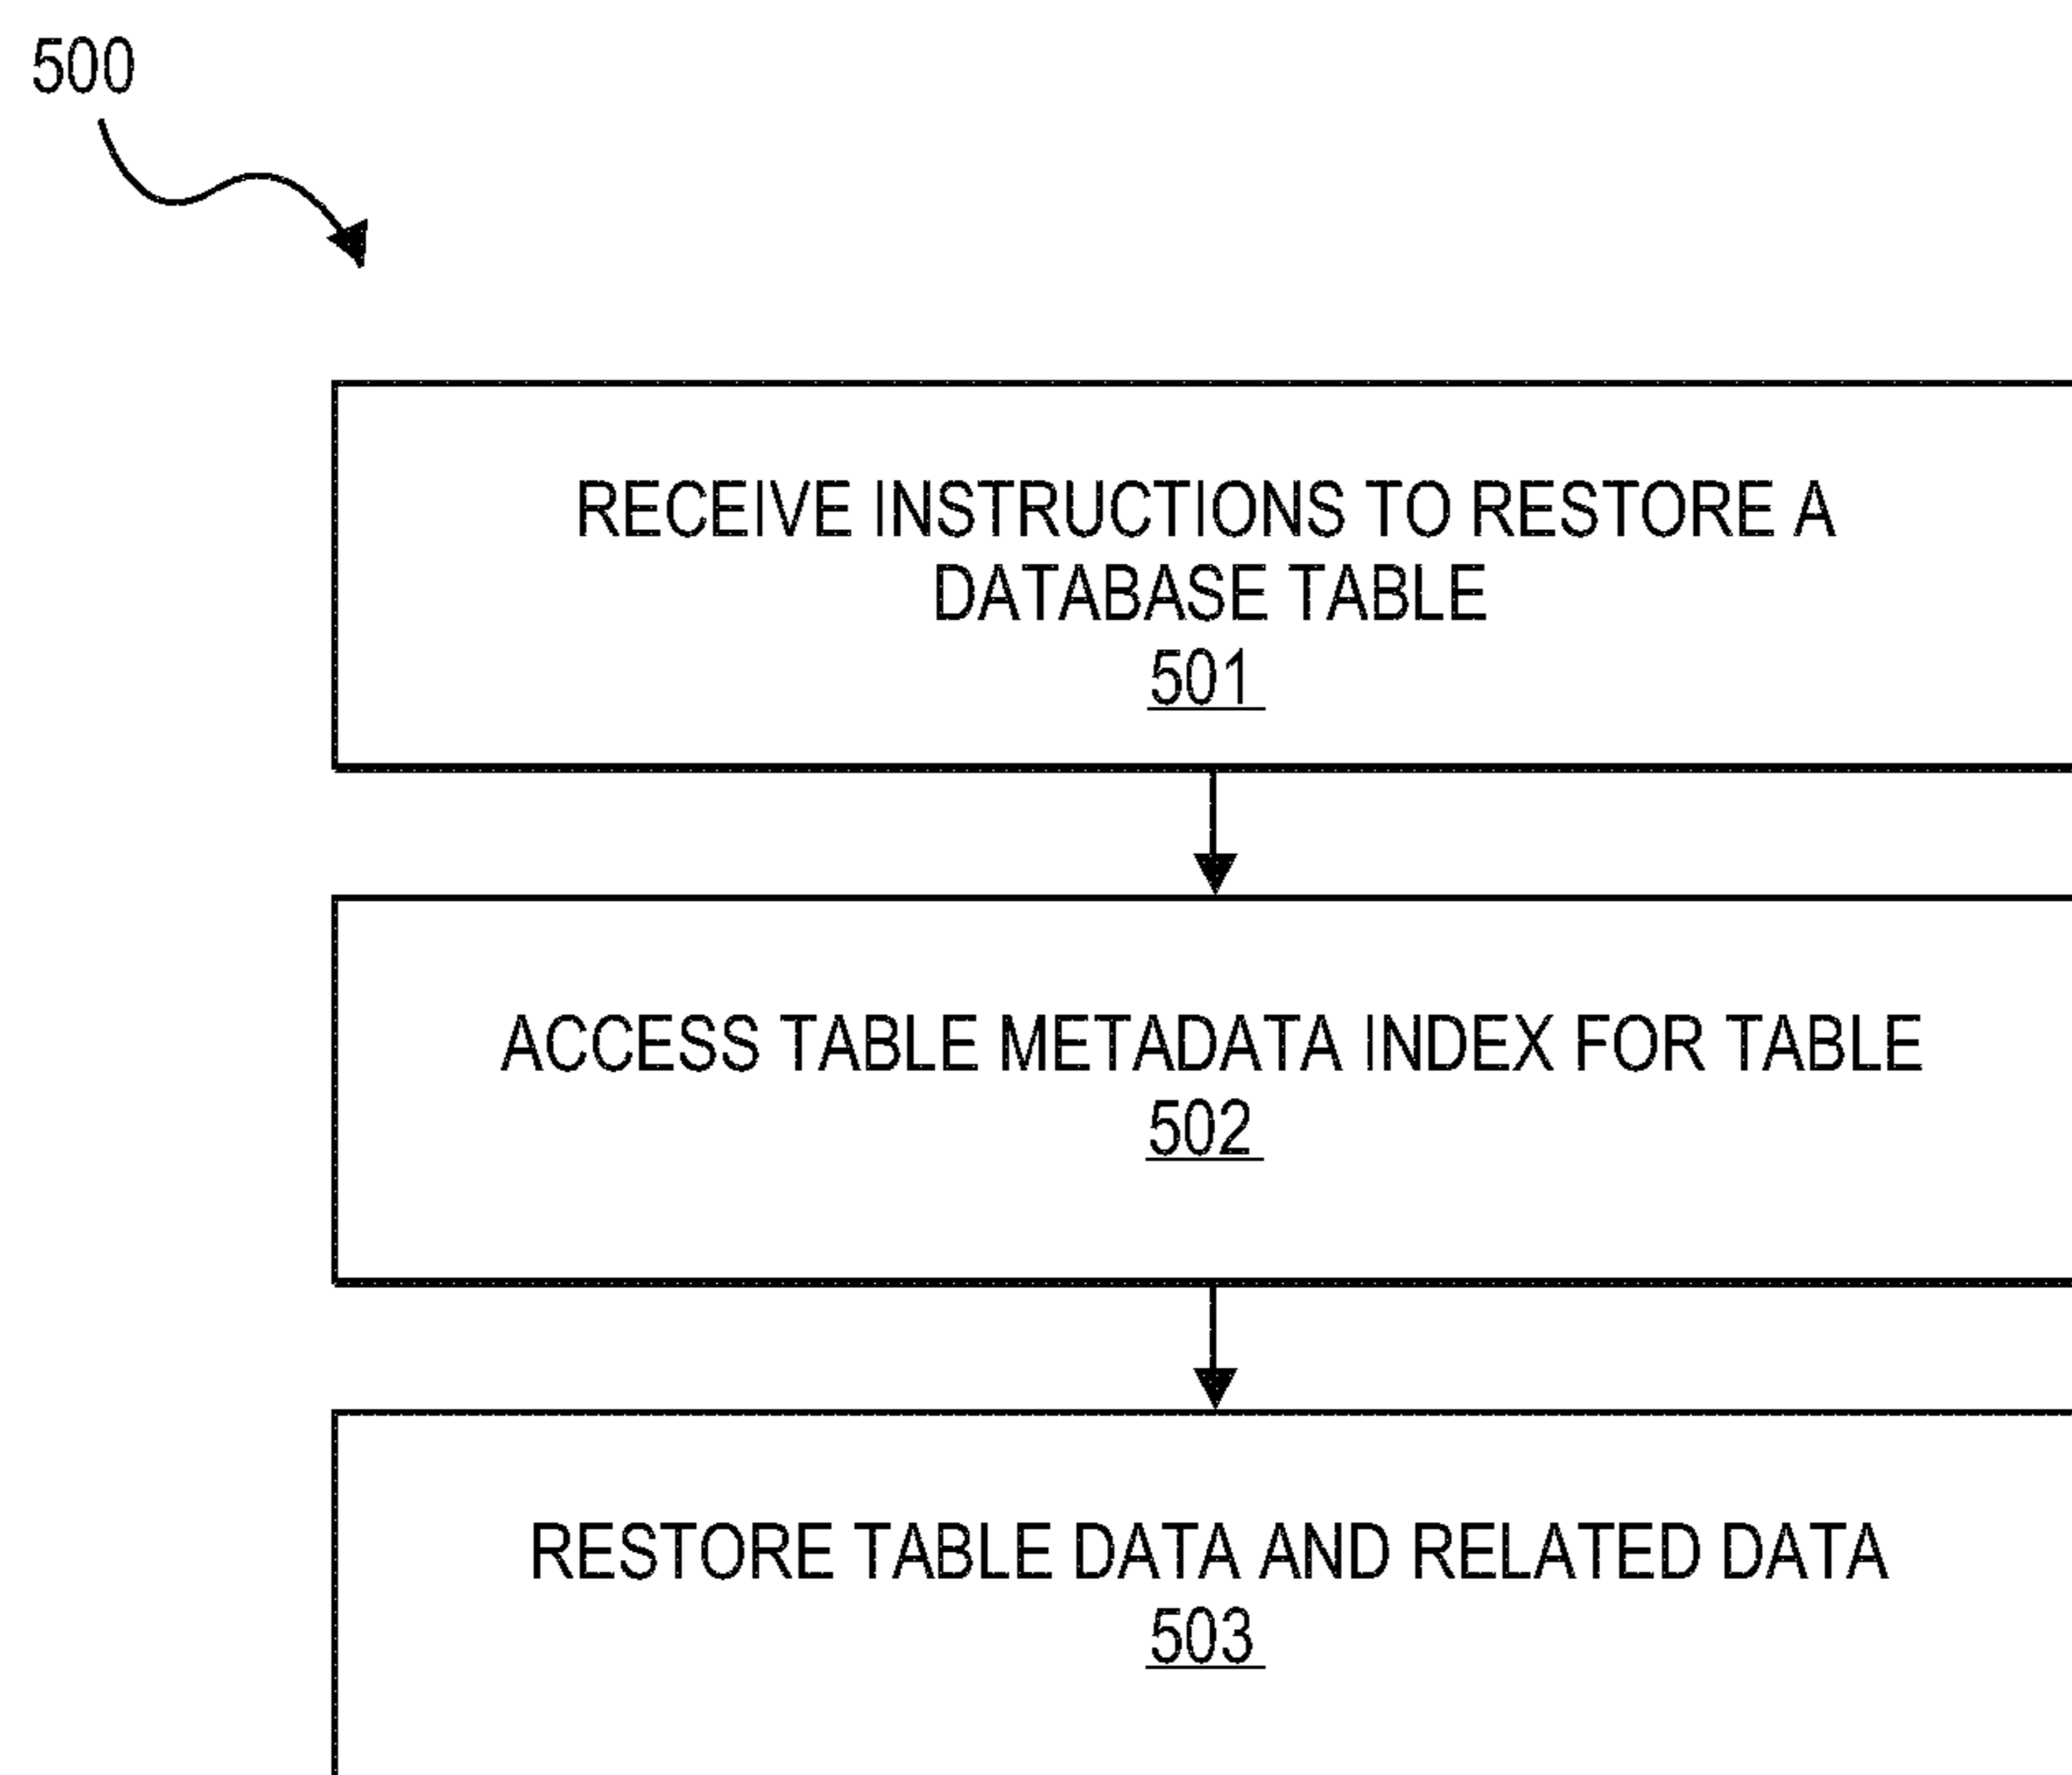 500
RECEIVE INSTRUCTIONS TO RESTORE A
DATABASE TABLE
501
ACCESS TABLE METADATA INDEX FOR TABLE
502
RESTORE TABLE DATA AND RELATED DATA
503